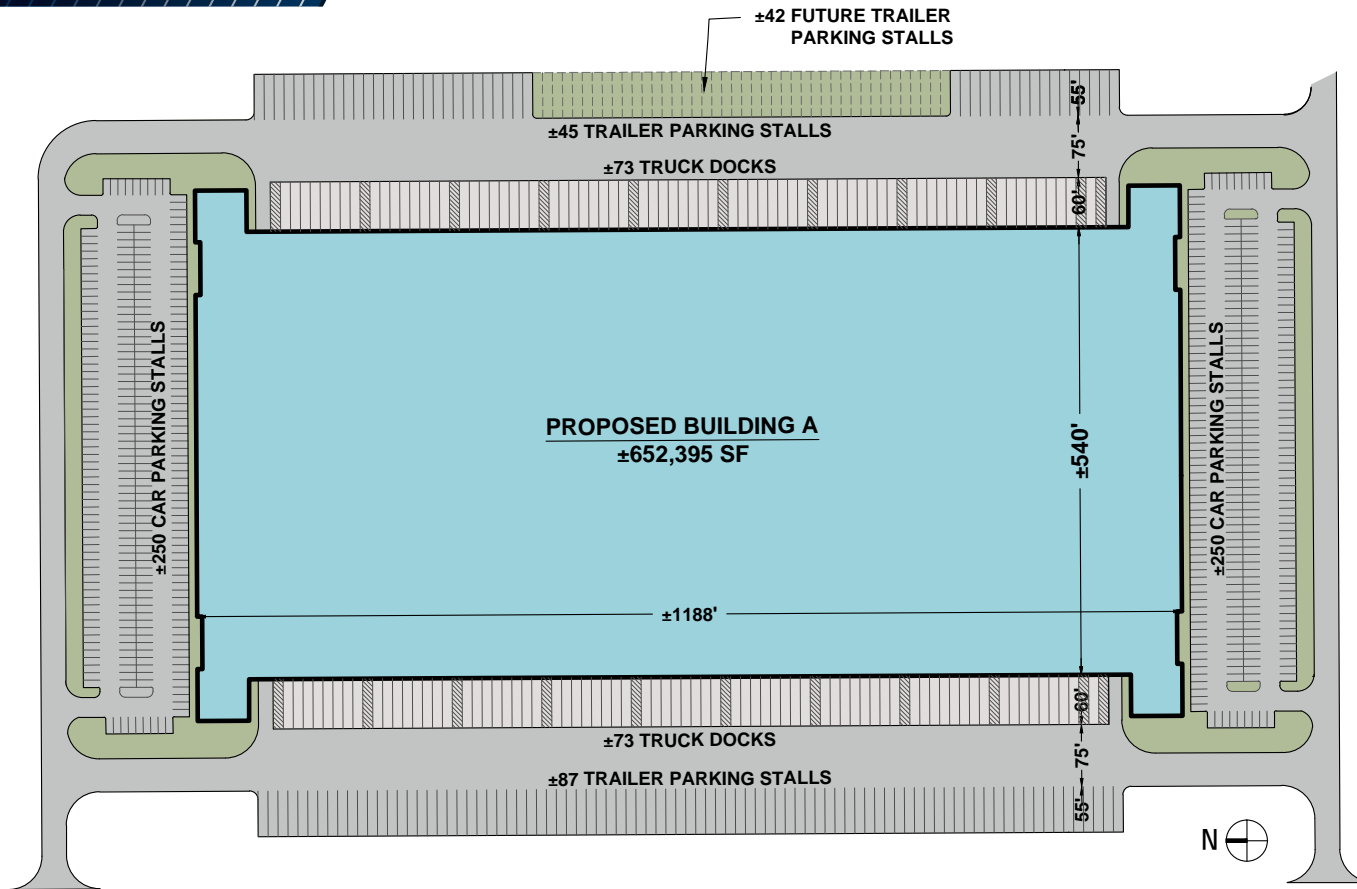 ±42 FUTURE TRAILER
PARKING STALLS
55'
±45 TRAILER PARKING STALLS
75'
±73 TRUCK DOCKS
60'
±250 CAR PARKING STALLS
PROPOSED BUILDING A
±652,395 SF
±540'
±250 CAR PARKING STALLS
±1188'
60'
±73 TRUCK DOCKS
75'
±87 TRAILER PARKING STALLS
55'
N